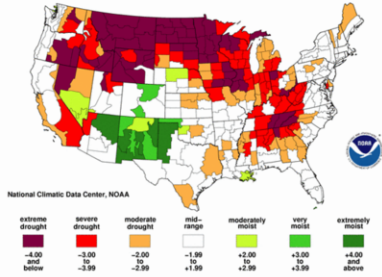 NOAA
National Climatic Data Center, NOAA
extreme drought
severe drought
moderate drought
mid-range
moderately moist
very moist
extremely moist
−4.00 and below
−3.00 to −3.99
−2.00 to −2.99
−1.99 to +1.99
+2.00 to +2.99
+3.00 to +3.99
+4.00 and above